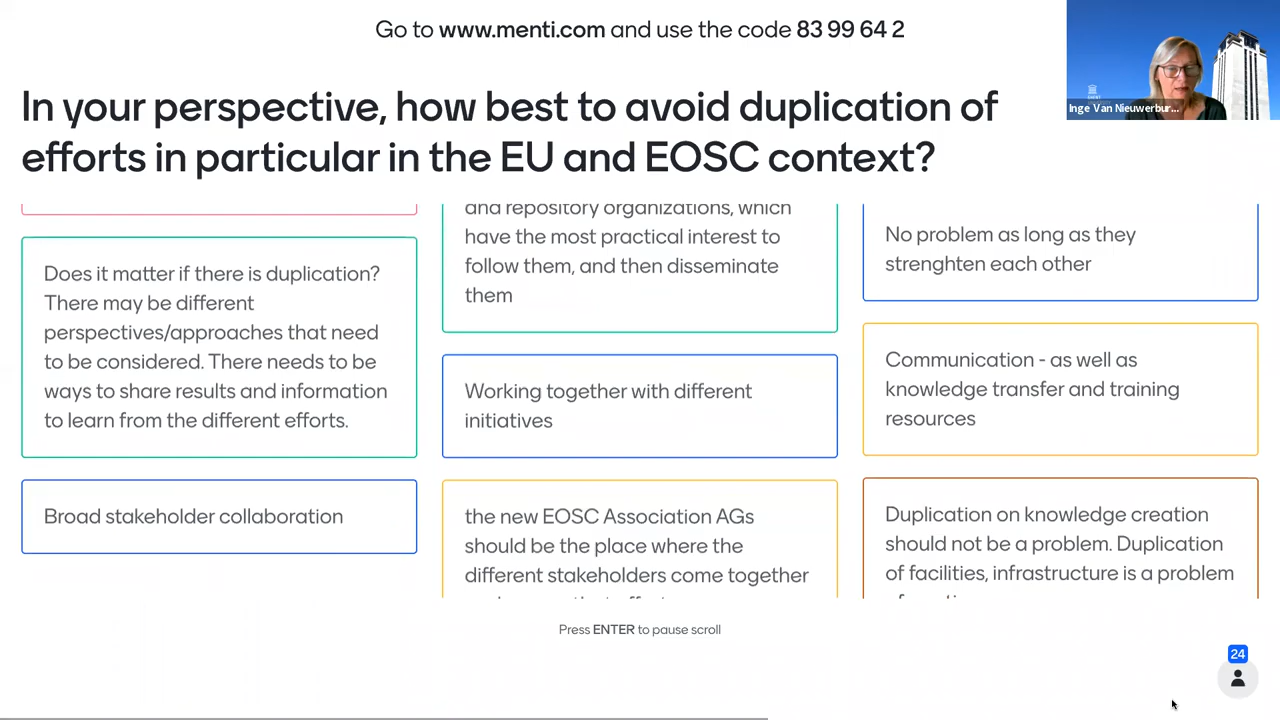 Go to www.menti.com and use the code 83 99 64 2
Inge Van Nieuwerbur...
In your perspective, how best to avoid duplication of
efforts in particular in the EU and EOSC context?
Does it matter if there is duplication?
There may be different
perspectives/approaches that need
to be considered. There needs to be
ways to share results and information
to learn from the different efforts.
Broad stakeholder collaboration
and repository organizations, which
have the most practical interest to
follow them, and then disseminate
them
Working together with different
initiatives
the new EOSC Association AGs
should be the place where the
different stakeholders come together
No problem as long as they
strenghten each other
Communication - as well as
knowledge transfer and training
resources
Duplication on knowledge creation
should not be a problem. Duplication
of facilities, infrastructure is a problem
Press ENTER to pause scroll
24